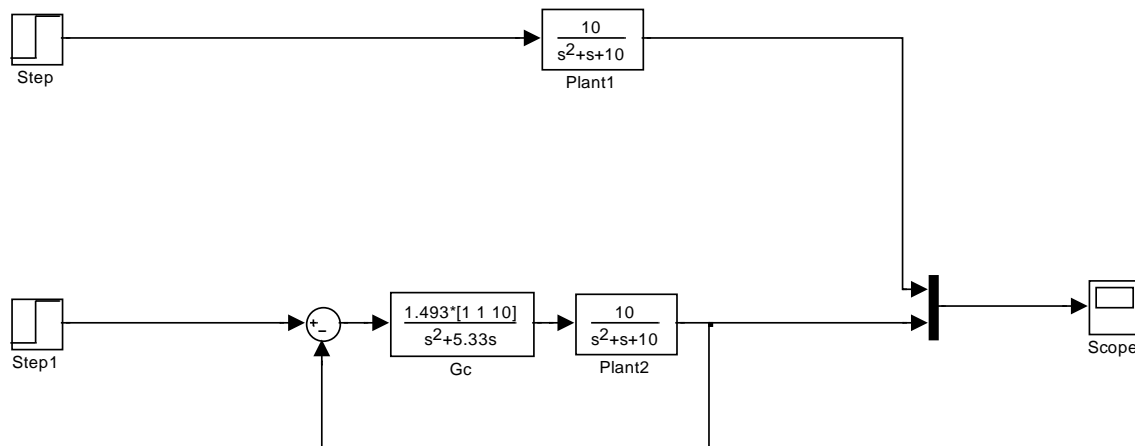 10
s2+s+10
Plant1
Step
1.493*[1 1 10]
s2+5.33s
Gc
10
s2+s+10
Plant2
+
−
Step1
Scope